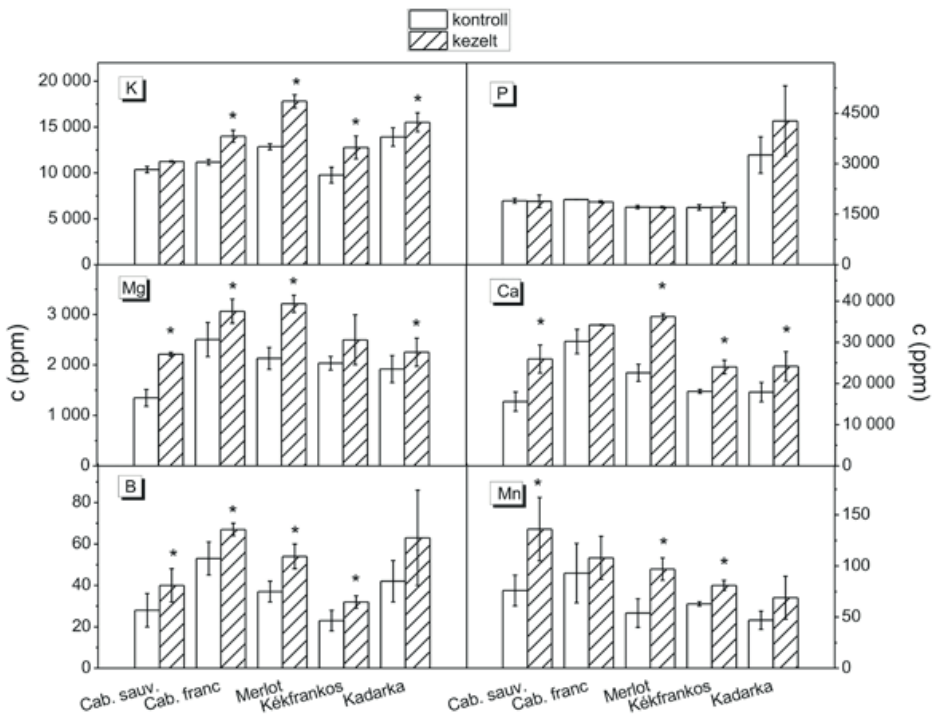 kontroll
kezelt
K
P
20 000
15 000
10 000
5 000
0
* * * *
4500
3000
1500
0
Mg
Ca
3 000
2 000
1 000
0
* * * *
* * * *
40 000
30 000
20 000
10 000
0
c (ppm)
c (ppm)
B
Mn
80
60
40
20
0
* * * *
* * *
150
100
50
0
Cab. sauv. Cab. franc Merlot Kékfrankos Kadarka
Cab. sauv. Cab. franc Merlot Kékfrankos Kadarka